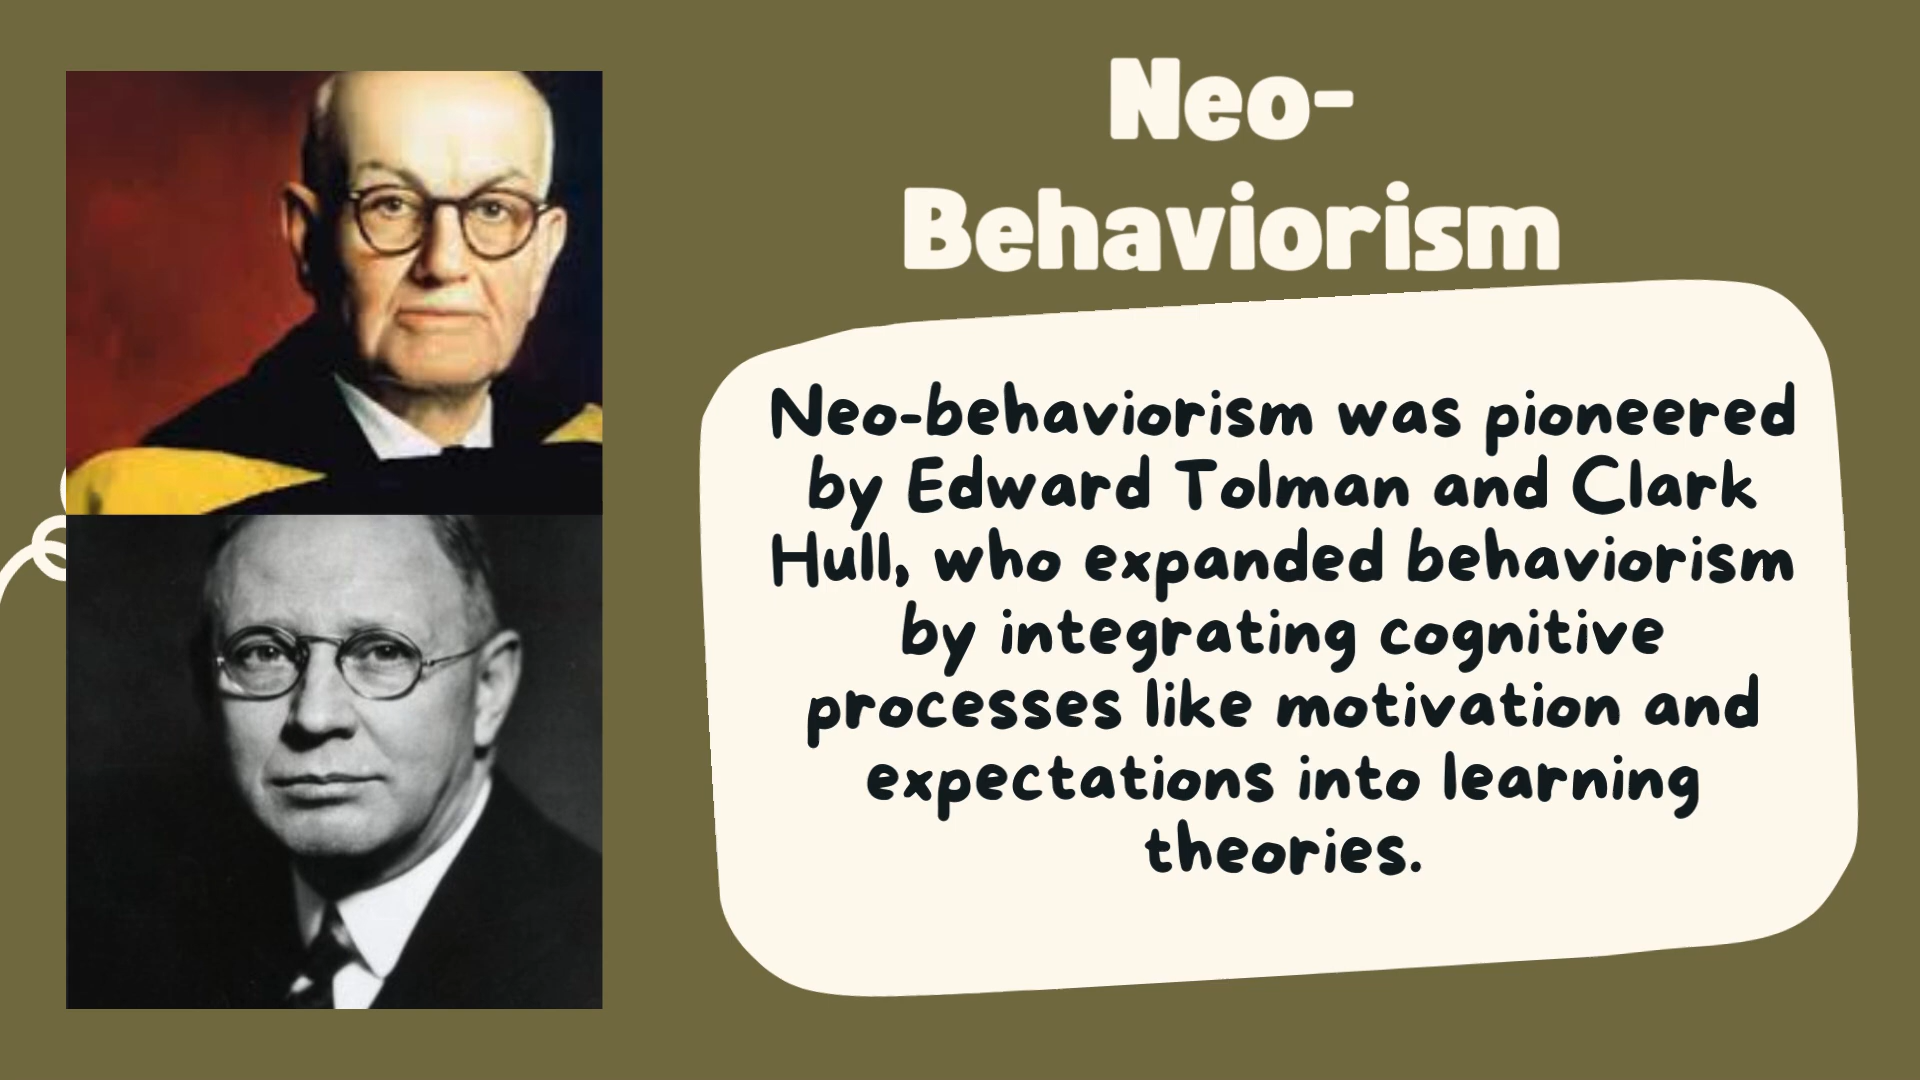 Neo-
Behaviorism
Neo-behaviorism was pioneered
by Edward Tolman and Clark
Hull, who expanded behaviorism
by integrating cognitive
processes like motivation and
expectations into learning
theories.